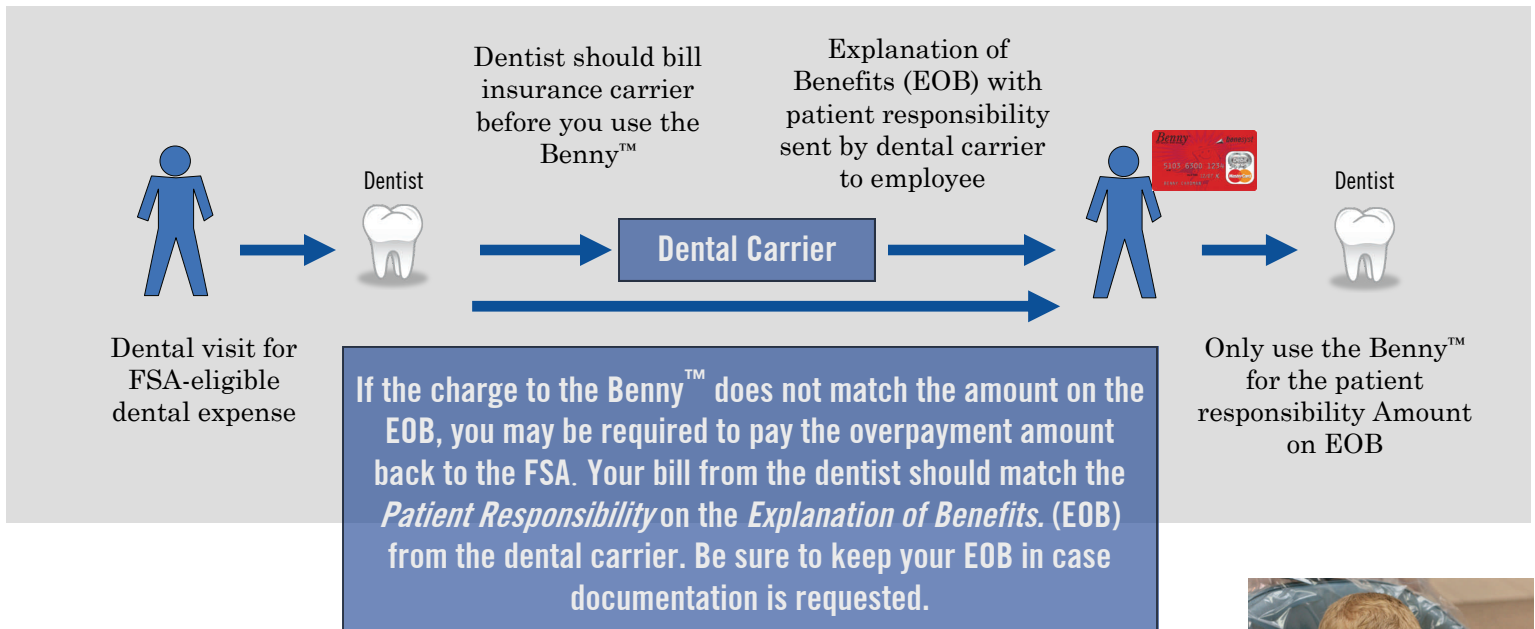 Dentist should bill
insurance carrier
before you use the
Benny™
Explanation of
Benefits (EOB) with
patient responsibility
sent by dental carrier
to employee
Benny
5103 6300 1234
Dentist
Dentist
Dental Carrier
Dental visit for
FSA-eligible
dental expense
Only use the Benny™
for the patient
responsibility Amount
on EOB
If the charge to the Benny™ does not match the amount on the
EOB, you may be required to pay the overpayment amount
back to the FSA. Your bill from the dentist should match the
Patient Responsibility on the Explanation of Benefits. (EOB)
from the dental carrier. Be sure to keep your EOB in case
documentation is requested.